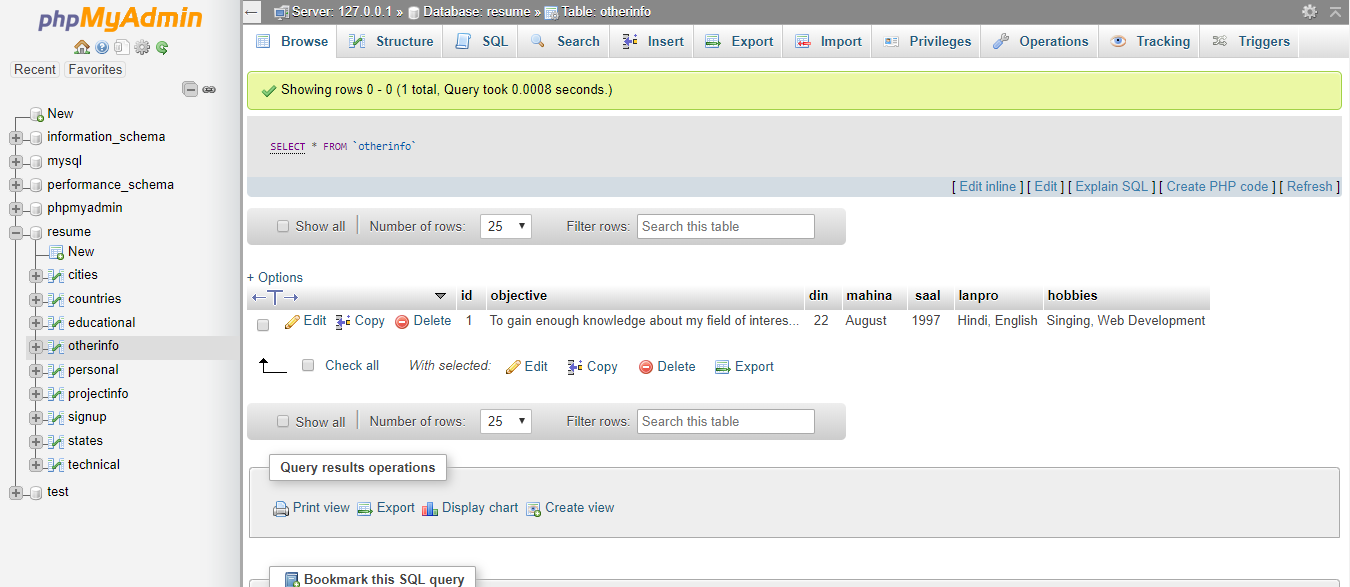 phpMyAdmin
Recent Favorites
New
information_schema
mysql
performance_schema
phpmyadmin
resume
New
cities
countries
educational
otherinfo
personal
projectinfo
signup
states
technical
test
Server: 127.0.0.1 » Database: resume » Table: otherinfo
Browse Structure SQL Search Insert Export Import Privileges Operations Tracking Triggers
Showing rows 0 - 0 (1 total, Query took 0.0008 seconds.)
SELECT * FROM `otherinfo`
[ Edit inline ] [ Edit ] [ Explain SQL ] [ Create PHP code ] [ Refresh ]
Show all Number of rows: 25 Filter rows: Search this table
+ Options
id objective din mahina saal lanpro hobbies
Edit Copy Delete 1 To gain enough knowledge about my field of interes... 22 August 1997 Hindi, English Singing, Web Development
Check all With selected: Edit Copy Delete Export
Show all Number of rows: 25 Filter rows: Search this table
Query results operations
Print view Export Display chart Create view
Bookmark this SQL query